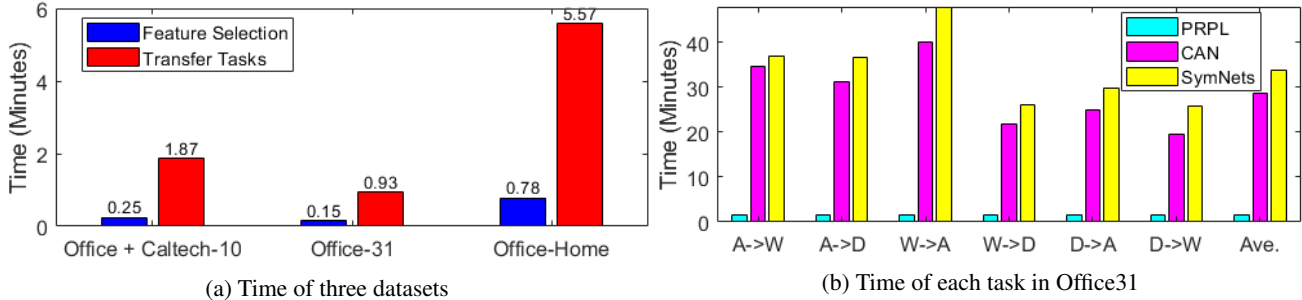 Time (Minutes)
6
4
2
0
Feature Selection
Transfer Tasks
0.25
1.87
0.15
0.93
0.78
5.57
Office + Caltech-10
Office-31
Office-Home
(a) Time of three datasets
Time (Minutes)
40
30
20
10
0
PRPL
CAN
SymNets
A->W
A->D
W->A
W->D
D->A
D->W
Ave.
(b) Time of each task in Office31